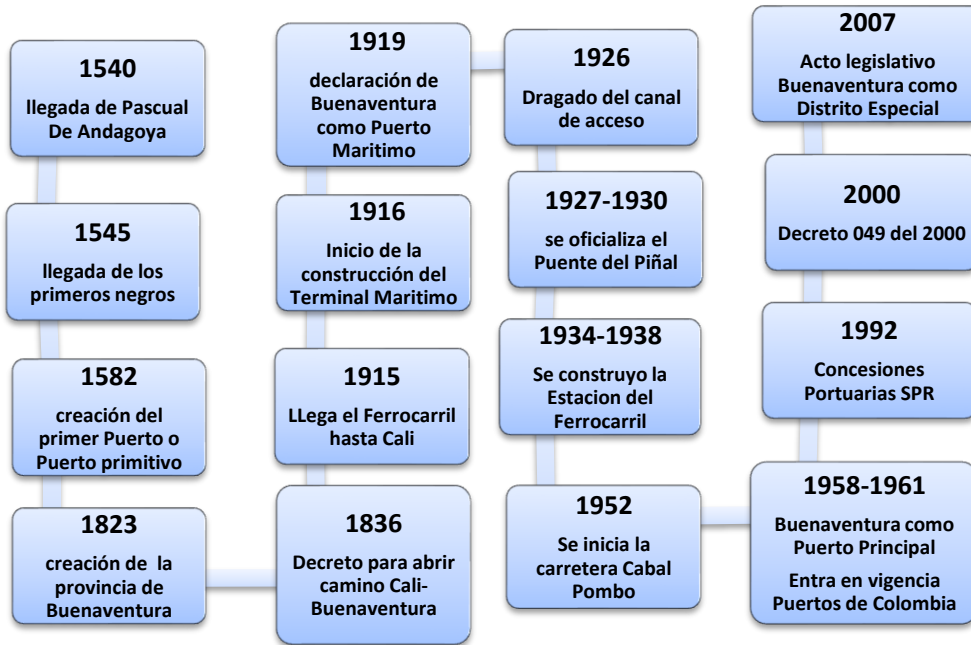 1540
llegada de Pascual
De Andagoya
1545
llegada de los
primeros negros
1582
creación del
primer Puerto o
Puerto primitivo
1823
creación de la
provincia de
Buenaventura
1836
Decreto para abrir
camino Cali-
Buenaventura
1915
LLega el Ferrocarril
hasta Cali
1916
Inicio de la
construcción del
Terminal Maritimo
1919
declaración de
Buenaventura
como Puerto
Maritimo
1926
Dragado del canal
de acceso
1927-1930
se oficializa el
Puente del Piñal
1934-1938
Se construyo la
Estacion del
Ferrocarril
1952
Se inicia la
carretera Cabal
Pombo
1958-1961
Buenaventura como
Puerto Principal
Entra en vigencia
Puertos de Colombia
1992
Concesiones
Portuarias SPR
2000
Decreto 049 del 2000
2007
Acto legislativo
Buenaventura como
Distrito Especial